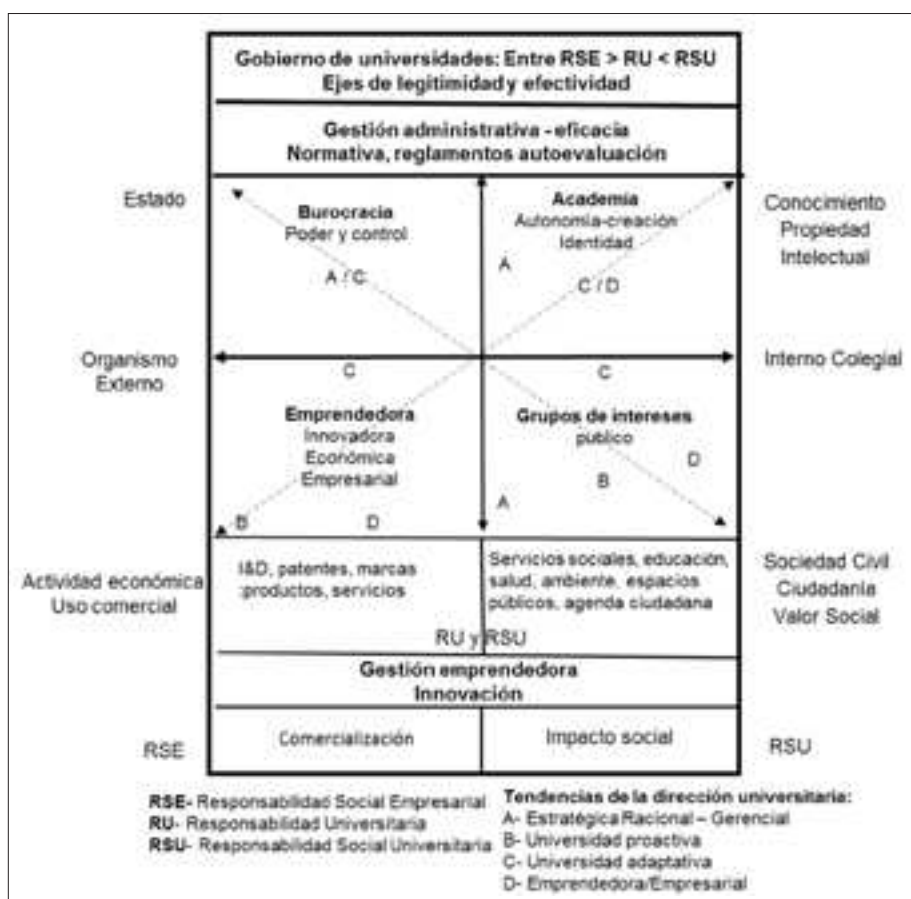 Gobierno de universidades: Entre RSE > RU < RSU
Ejes de legitimidad y efectividad
Gestión administrativa - eficacia
Normativa, reglamentos autoevaluación
Estado
Burocracia
Poder y control
A / C
Academia
Autonomía-creación
Identidad
A
C / D
Conocimiento
Propiedad
Intelectual
Organismo
Externo
C
C
Interno Colegial
Emprendedora
Innovadora
Económica
Empresarial
B
D
Grupos de intereses
público
D
B
A
Actividad económica
Uso comercial
I&D, patentes, marcas
productos, servicios
Servicios sociales, educación,
salud, ambiente, espacios
públicos, agenda ciudadana
Sociedad Civil
Ciudadanía
Valor Social
RU y RSU
Gestión emprendedora
Innovación
RSE
Comercialización
Impacto social
RSU
RSE- Responsabilidad Social Empresarial
RU- Responsabilidad Universitaria
RSU- Responsabilidad Social Universitaria
Tendencias de la dirección universitaria:
A- Estratégica Racional – Gerencial
B- Universidad proactiva
C- Universidad adaptativa
D- Emprendedora/Empresarial